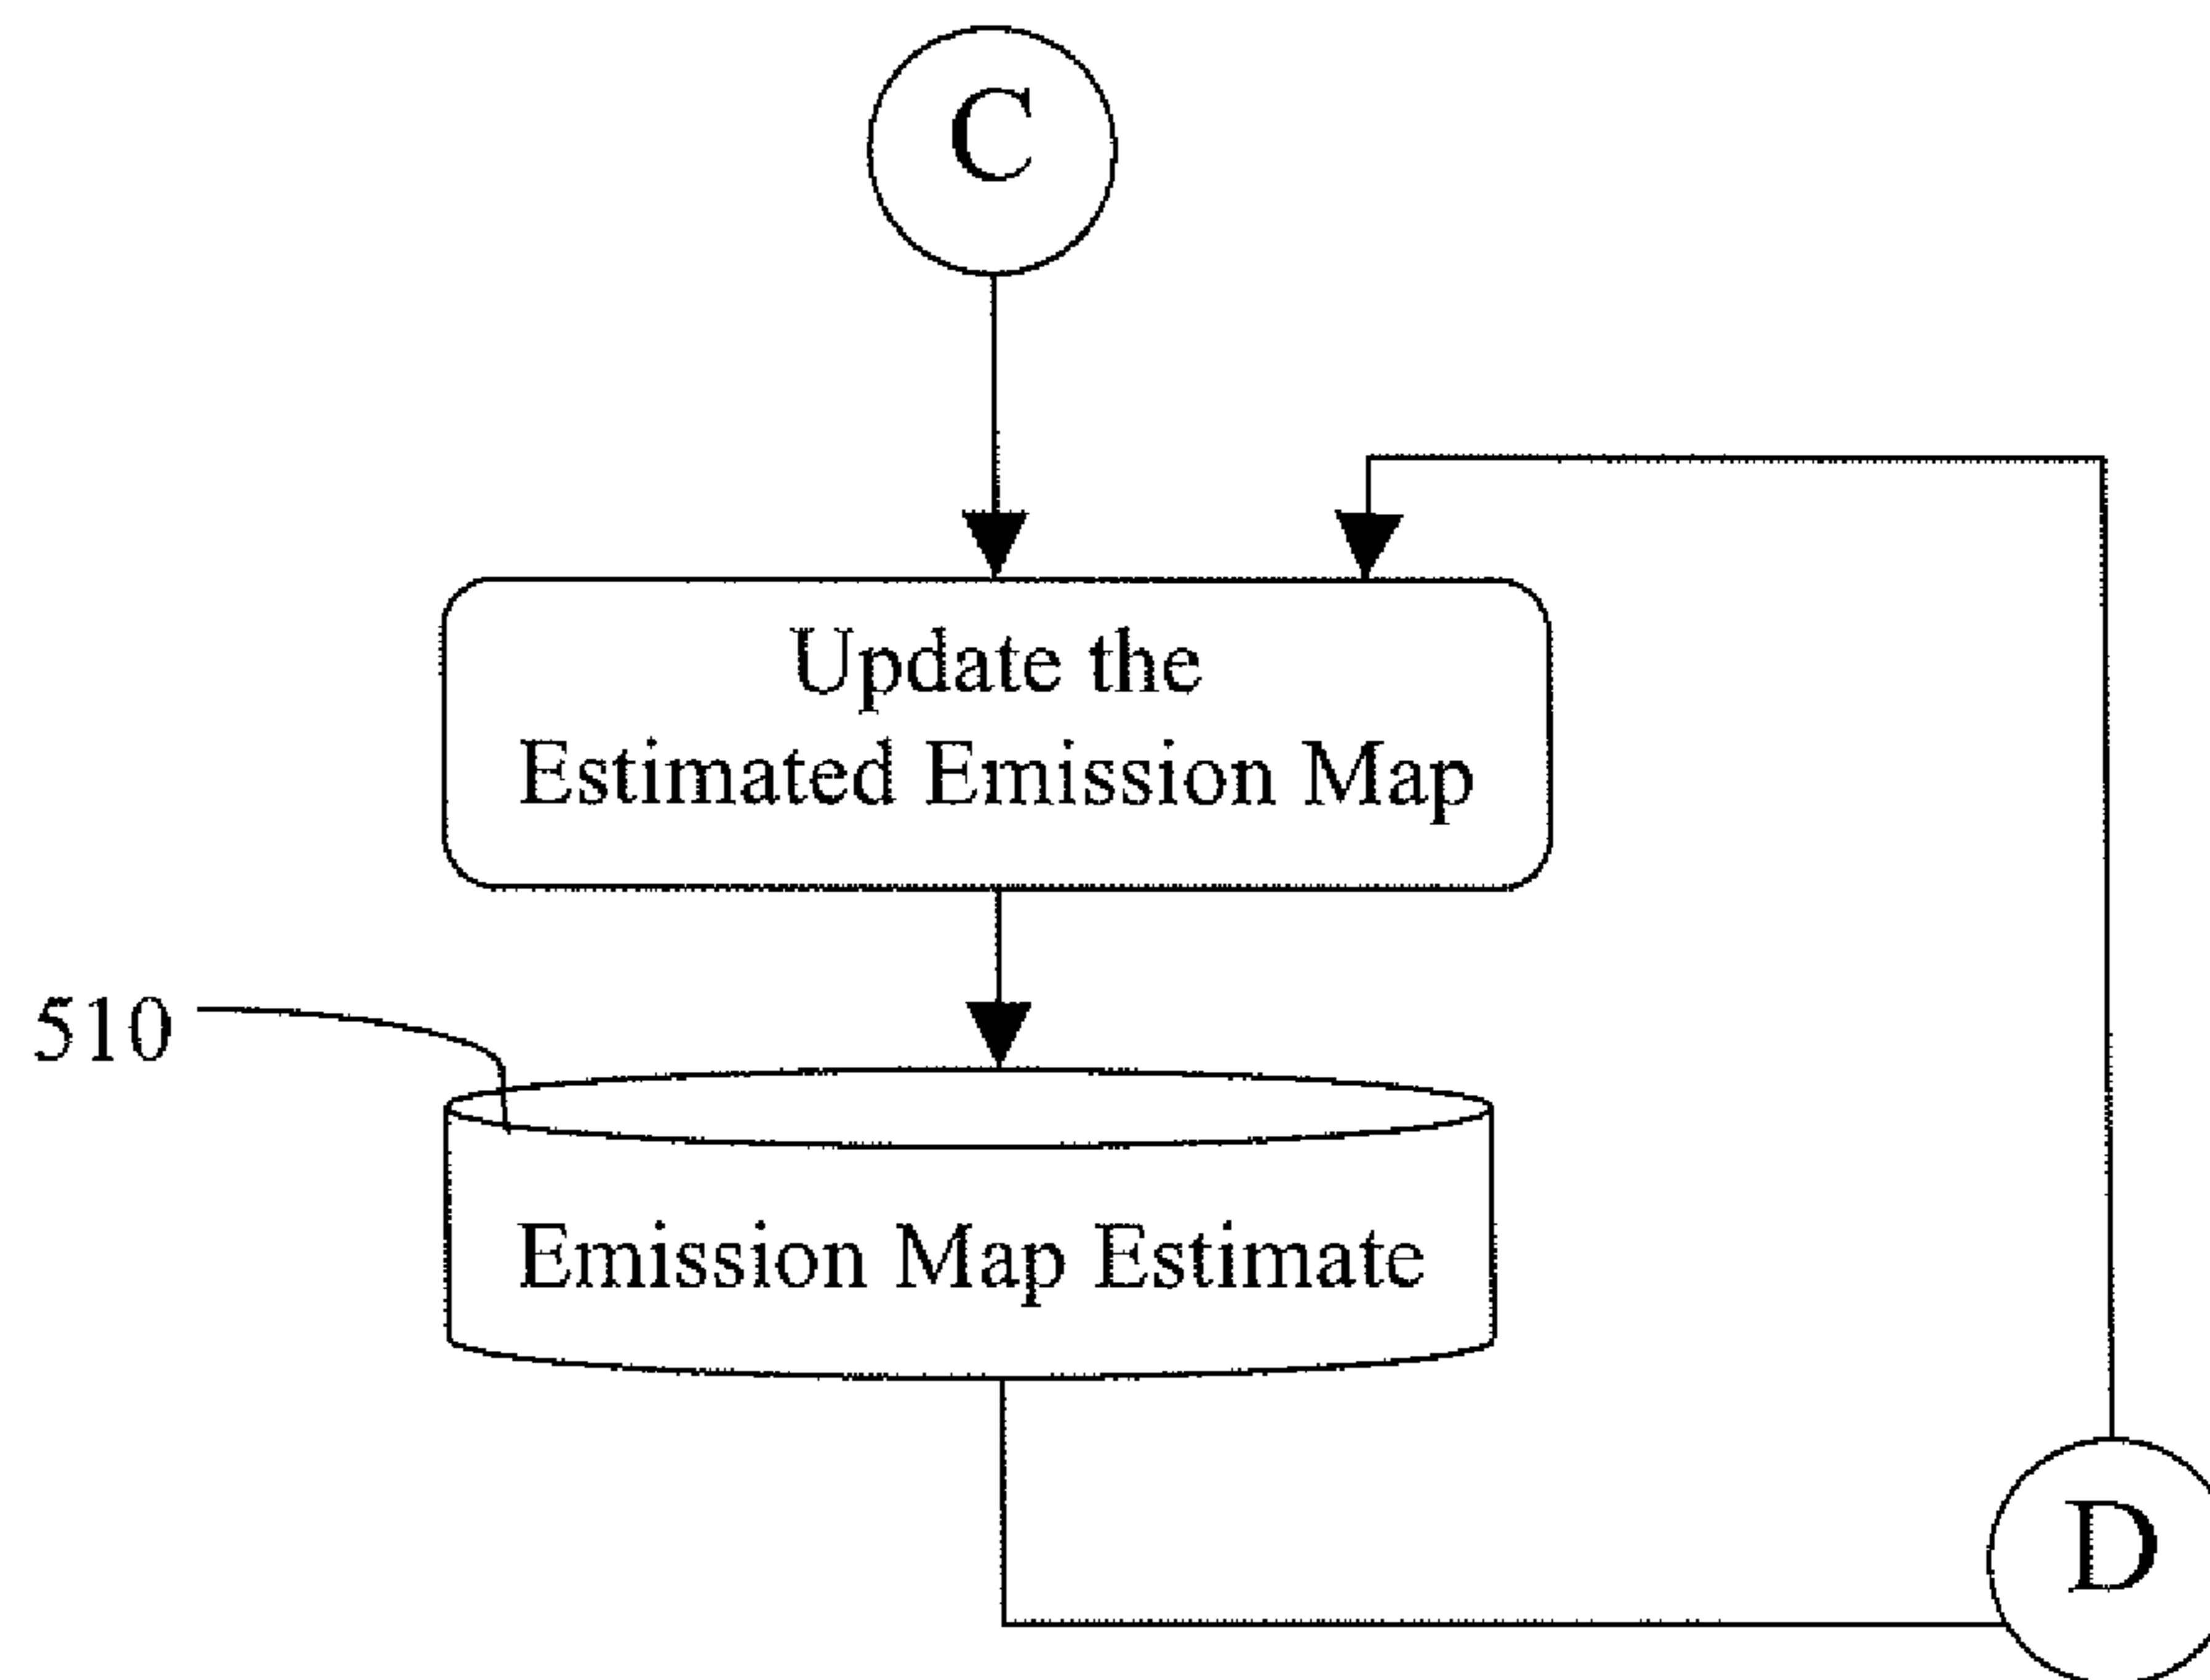 C
Update the
Estimated Emission Map
510
Emission Map Estimate
D